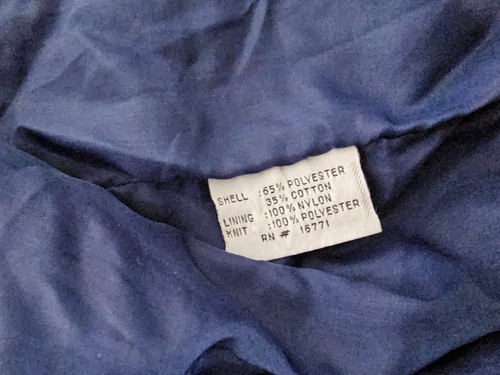 SHELL :65% POLYESTER
35% COTTON
LINING :100% NYLON
KNIT :100% POLYESTER
RN # 15771